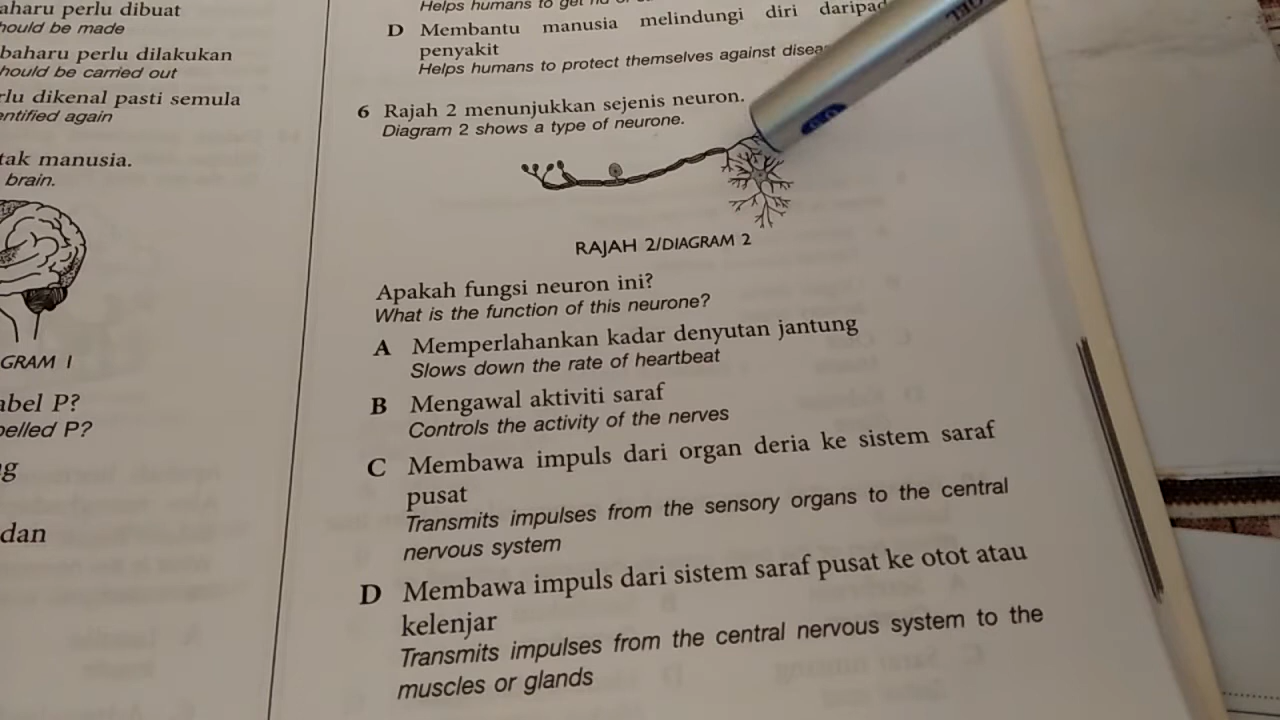 aharu perlu dibuat
hould be made
baharu perlu dilakukan
hould be carried out
rlu dikenal pasti semula
entified again
tak manusia.
brain.
GRAM 1
abel P?
belled P?
g
dan
Helps humans to get
D Membantu manusia melindungi diri daripad
penyakit
Helps humans to protect themselves against disea
6 Rajah 2 menunjukkan sejenis neuron.
Diagram 2 shows a type of neurone.
RAJAH 2/DIAGRAM 2
Apakah fungsi neuron ini?
What is the function of this neurone?
A Memperlahankan kadar denyutan jantung
Slows down the rate of heartbeat
B Mengawal aktiviti saraf
Controls the activity of the nerves
C Membawa impuls dari organ deria ke sistem saraf
pusat
Transmits impulses from the sensory organs to the central
nervous system
D Membawa impuls dari sistem saraf pusat ke otot atau
kelenjar
Transmits impulses from the central nervous system to the
muscles or glands